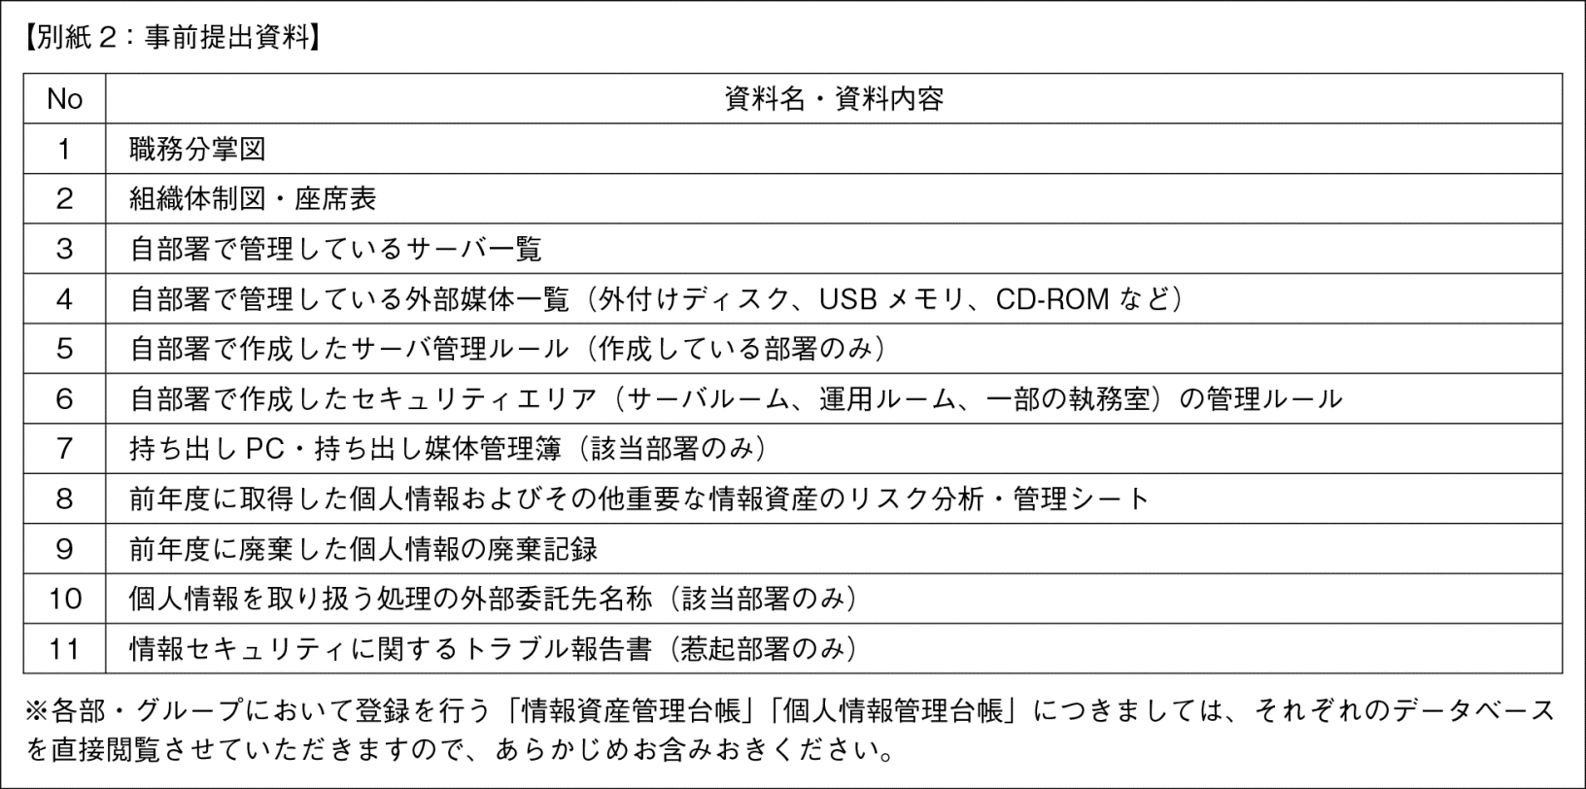 【別紙2：事前提出資料】
No 資料名・資料内容
1 職務分掌図
2 組織体制図・座席表
3 自部署で管理しているサーバ一覧
4 自部署で管理している外部媒体一覧（外付けディスク、USBメモリ、CD-ROMなど）
5 自部署で作成したサーバ管理ルール（作成している部署のみ）
6 自部署で作成したセキュリティエリア（サーバルーム、運用ルーム、一部の執務室）の管理ルール
7 持ち出しPC・持ち出し媒体管理簿（該当部署のみ）
8 前年度に取得した個人情報およびその他重要な情報資産のリスク分析・管理シート
9 前年度に廃棄した個人情報の廃棄記録
10 個人情報を取り扱う処理の外部委託先名称（該当部署のみ）
11 情報セキュリティに関するトラブル報告書（惹起部署のみ）
※各部・グループにおいて登録を行う「情報資産管理台帳」「個人情報管理台帳」につきましては、それぞれのデータベース
を直接閲覧させていただきますので、あらかじめお含みおきください。